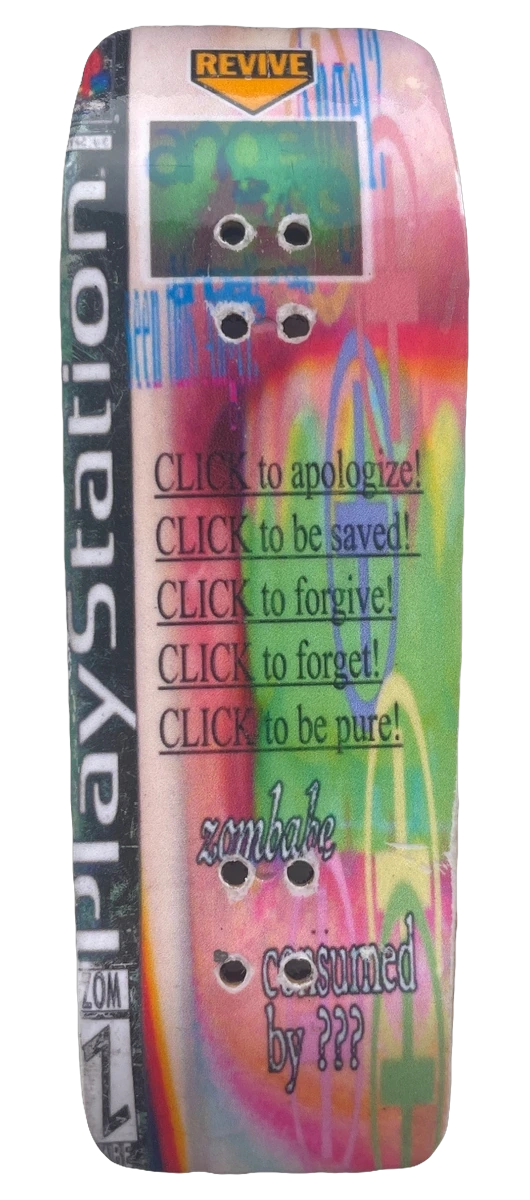 REVIVE
PlayStation
CLICK to apologize!
CLICK to be saved!
CLICK to forgive!
CLICK to forget!
CLICK to be pure!
zombabe
consumed
by ???
ZOM
Z